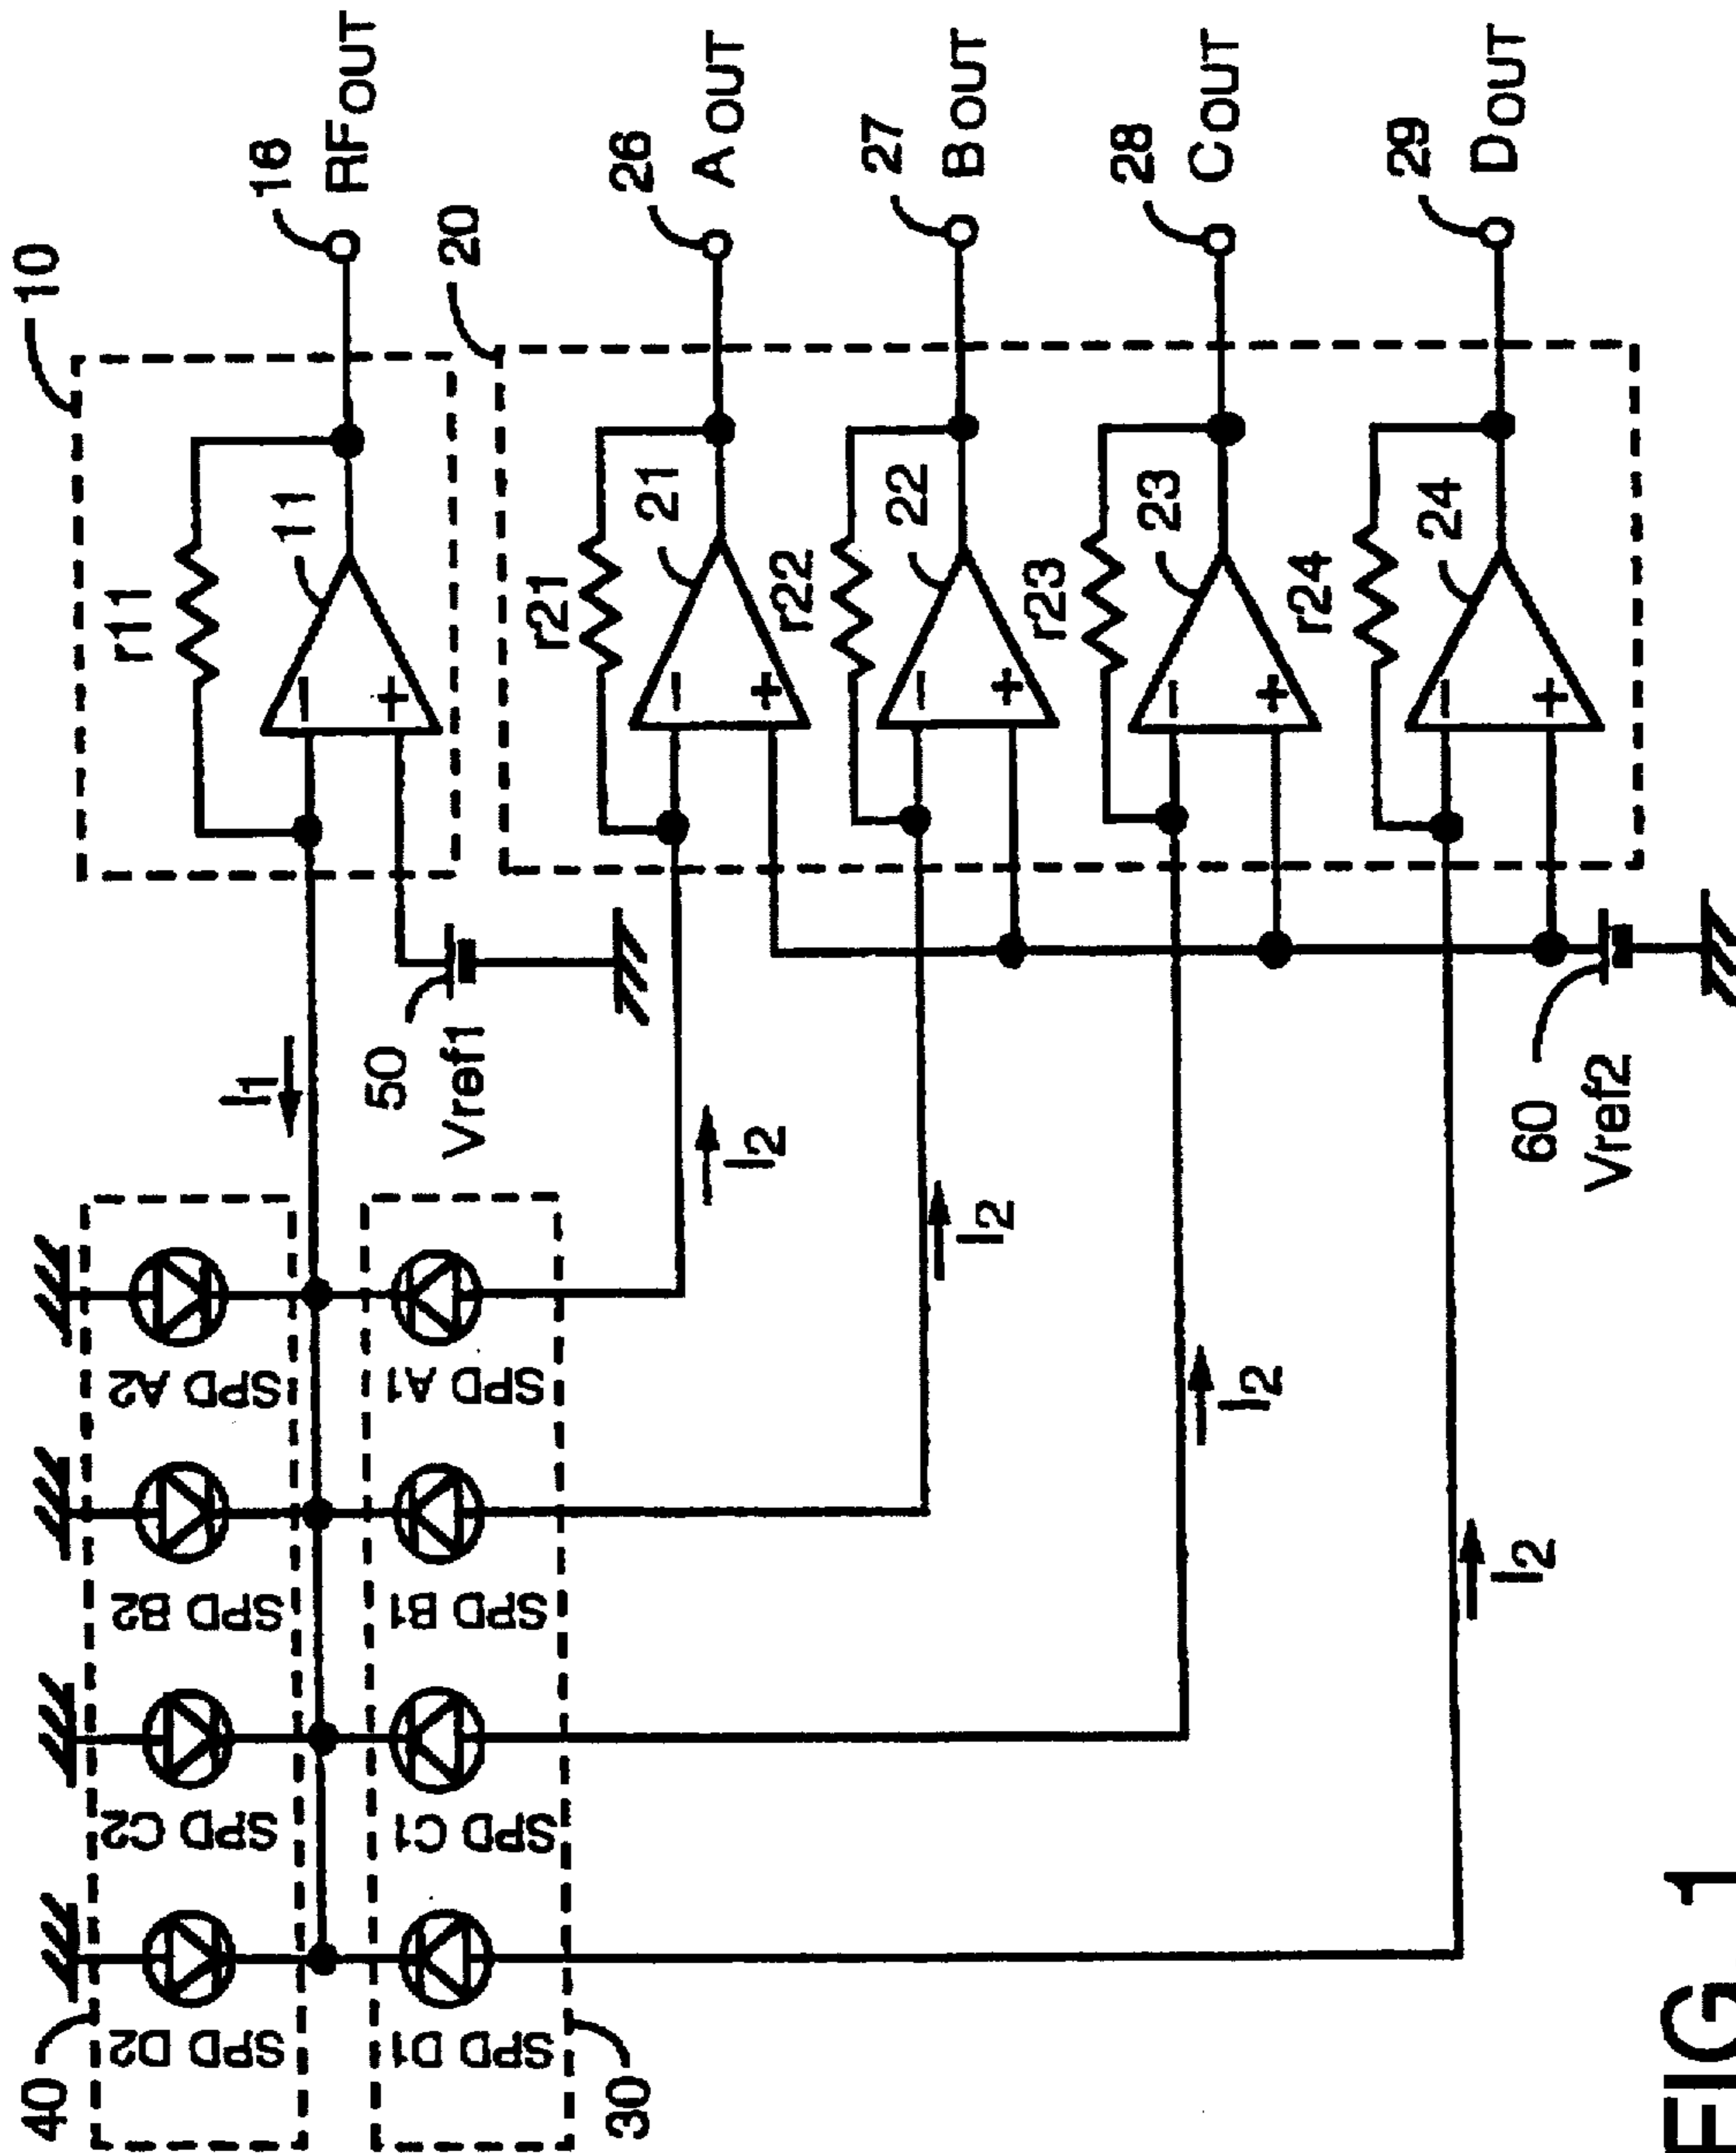 10
r11
11
16
RFOUT
20
r21
21
26
AOUT
r22
22
27
BOUT
r23
23
28
COUT
r24
24
29
DOUT
I1
50
Vref1
I2
I2
I2
I2
60
Vref2
40
SPD D2
SPD C2
SPD B2
SPD A2
SPD D1
SPD C1
SPD B1
SPD A1
30
FIG. 1